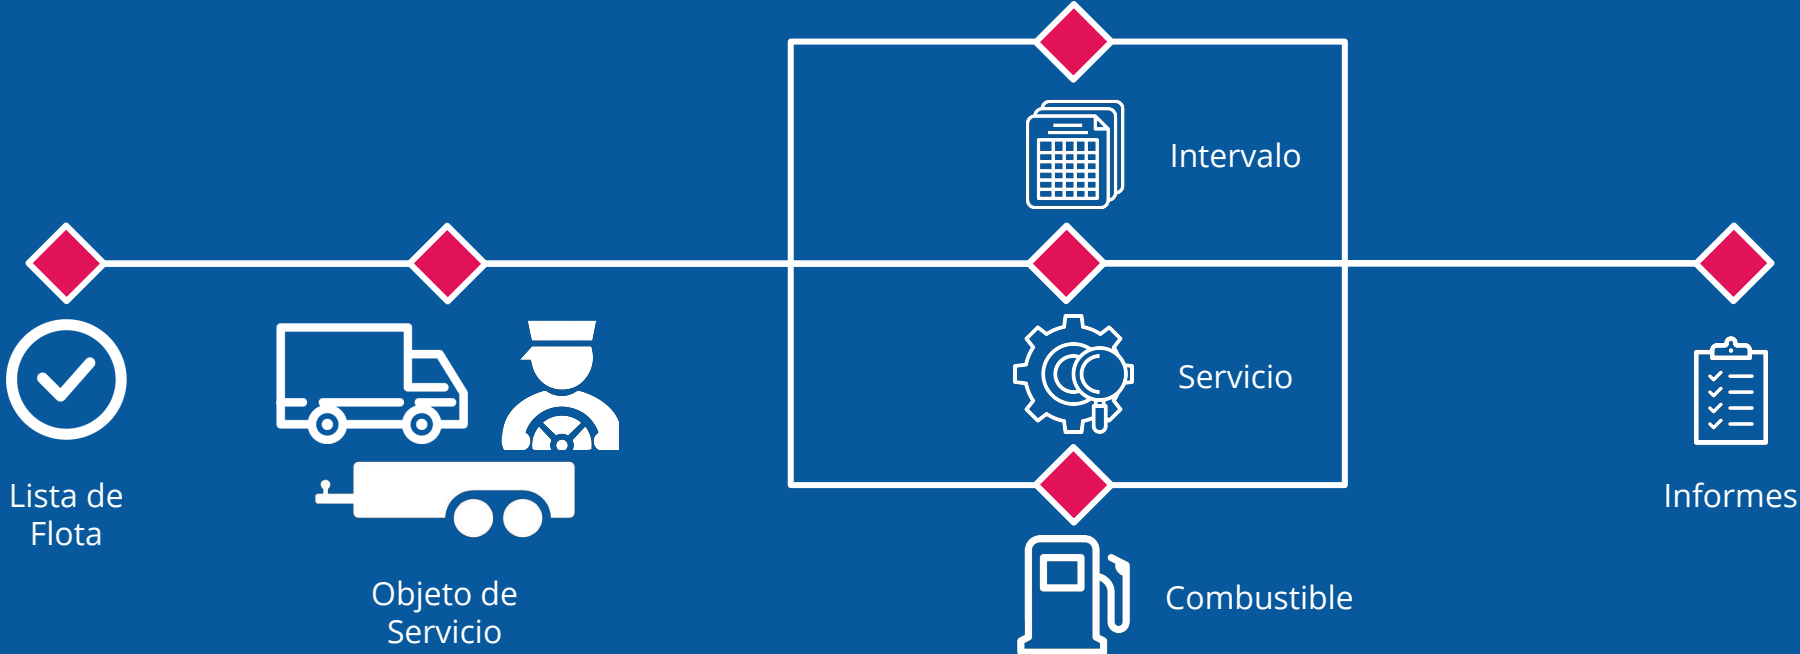 Lista de
Flota
Objeto de
Servicio
Intervalo
Servicio
Combustible
Informes